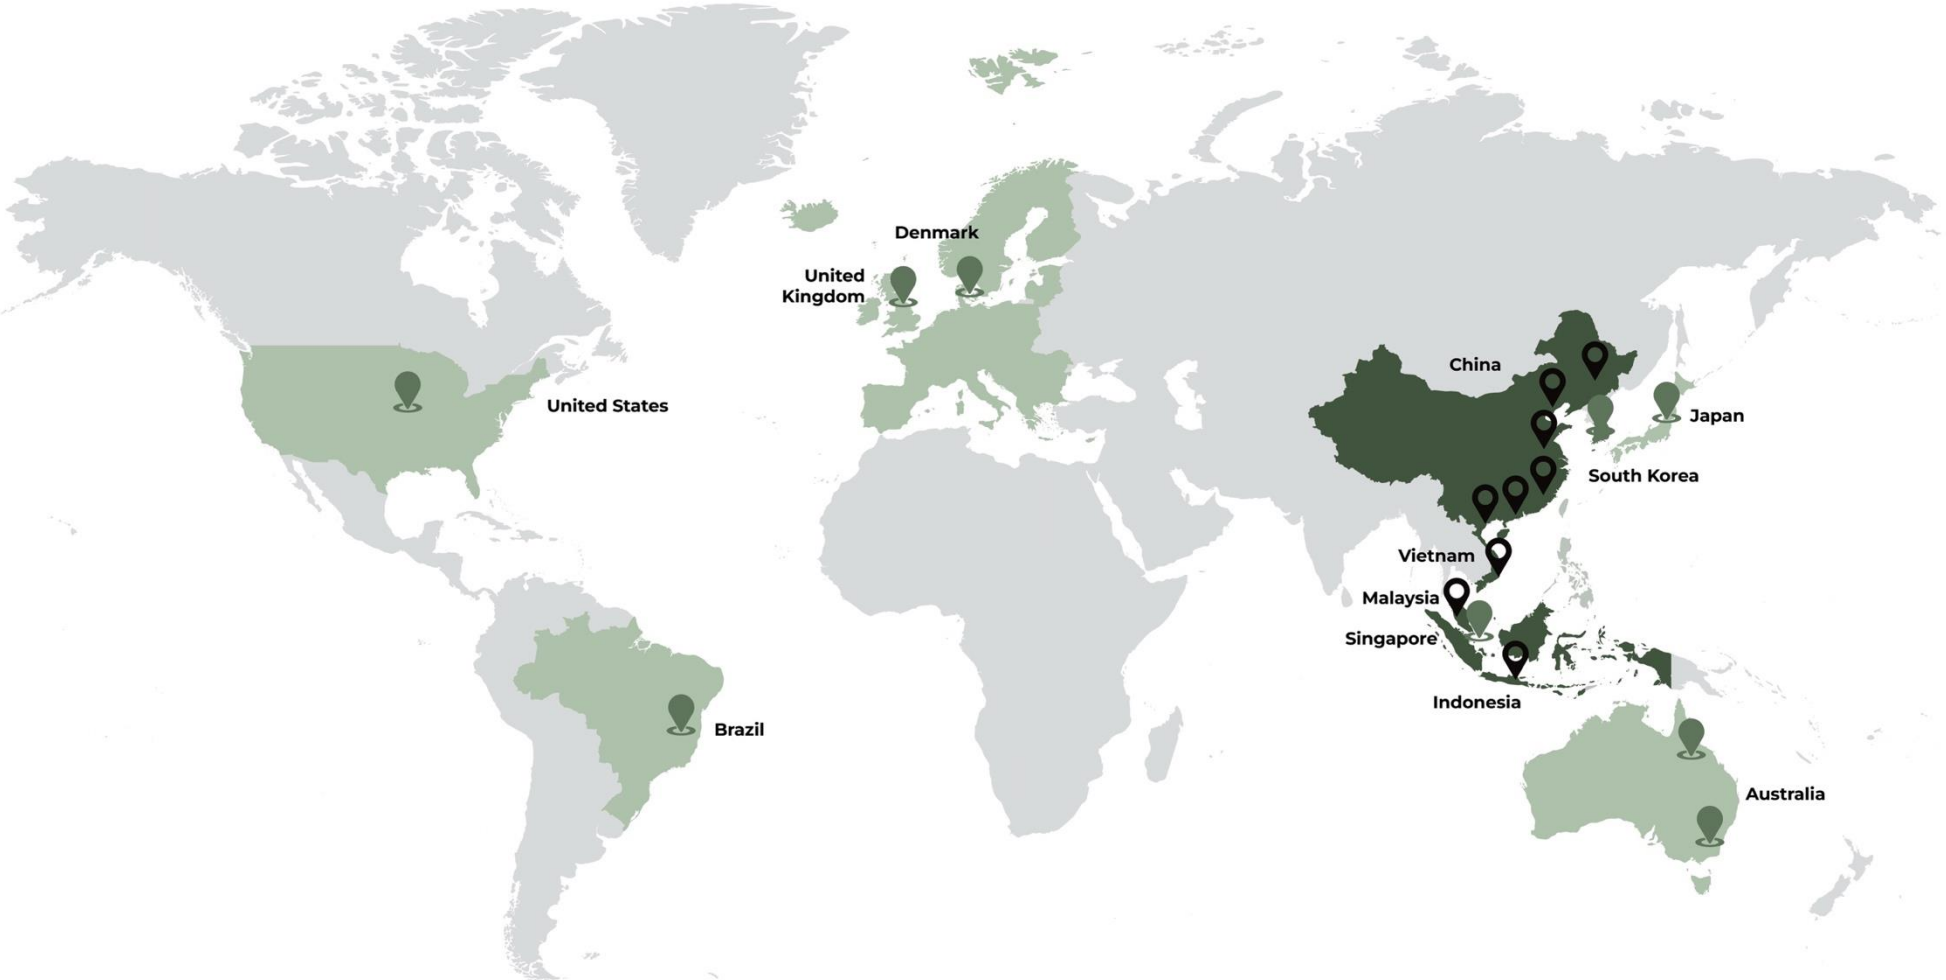 Denmark
United
Kingdom
China
United States
Japan
South Korea
Vietnam
Malaysia
Singapore
Indonesia
Brazil
Australia